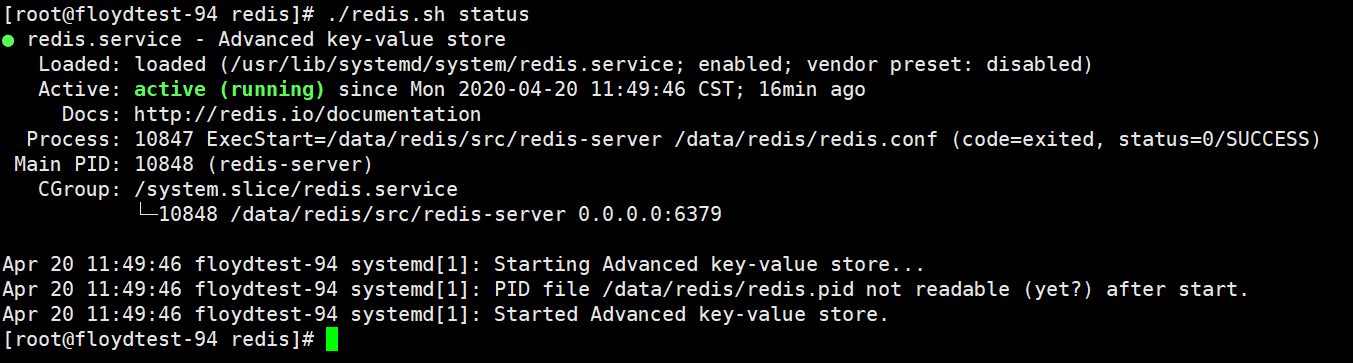 [root@floydtest-94 redis]# ./redis.sh status
● redis.service - Advanced key-value store
   Loaded: loaded (/usr/lib/systemd/system/redis.service; enabled; vendor preset: disabled)
   Active: active (running) since Mon 2020-04-20 11:49:46 CST; 16min ago
     Docs: http://redis.io/documentation
  Process: 10847 ExecStart=/data/redis/src/redis-server /data/redis/redis.conf (code=exited, status=0/SUCCESS)
 Main PID: 10848 (redis-server)
   CGroup: /system.slice/redis.service
           └─10848 /data/redis/src/redis-server 0.0.0.0:6379

Apr 20 11:49:46 floydtest-94 systemd[1]: Starting Advanced key-value store...
Apr 20 11:49:46 floydtest-94 systemd[1]: PID file /data/redis/redis.pid not readable (yet?) after start.
Apr 20 11:49:46 floydtest-94 systemd[1]: Started Advanced key-value store.
[root@floydtest-94 redis]#